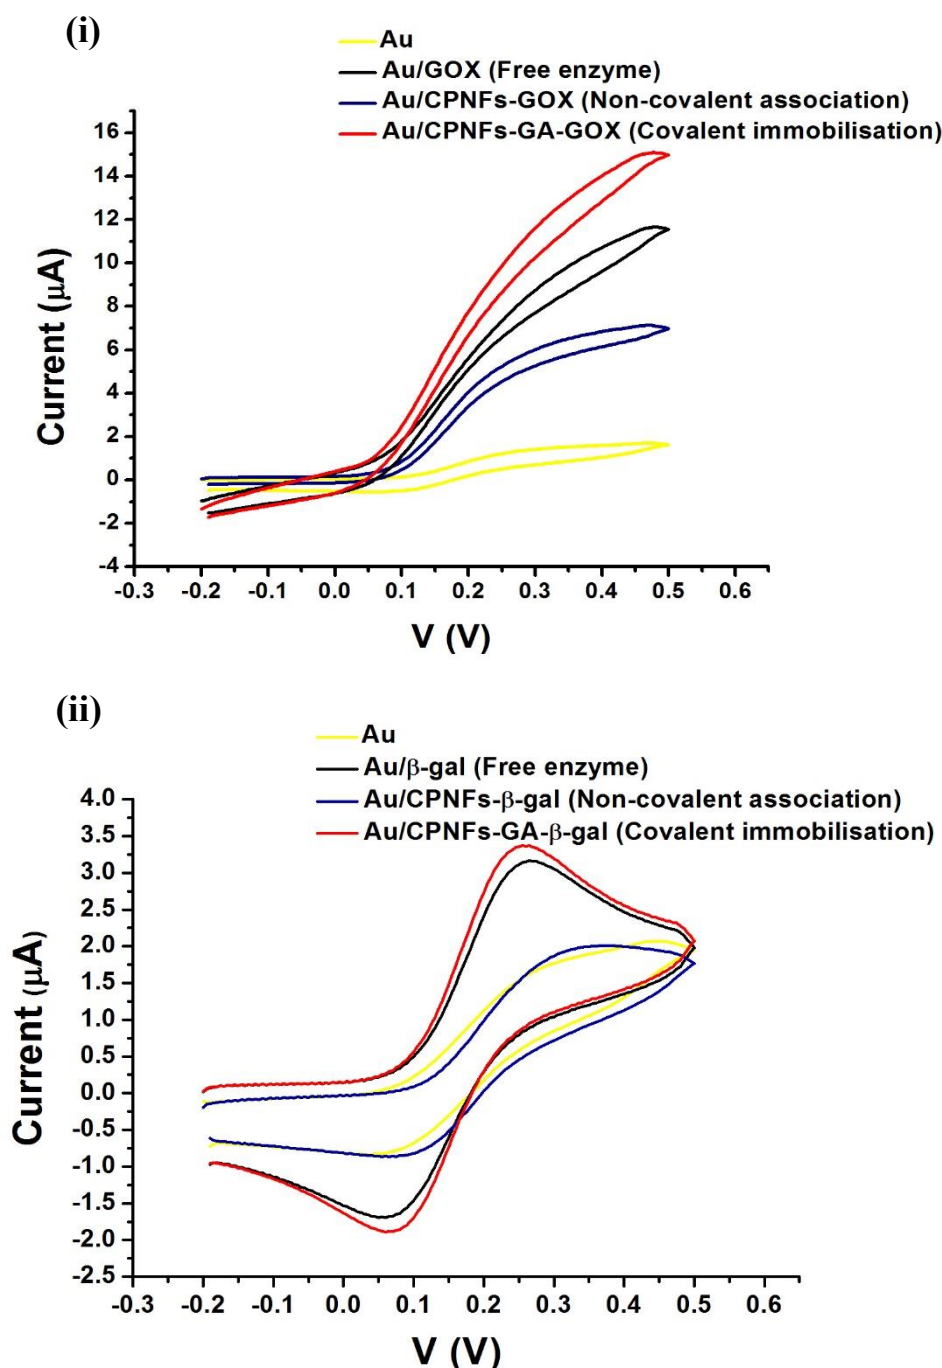 (i)
Au
Au/GOX (Free enzyme)
Au/CPNFs-GOX (Non-covalent association)
Au/CPNFs-GA-GOX (Covalent immobilisation)
16
14
12
10
8
6
4
2
0
-2
-4
Current (μA)
-0.3 -0.2 -0.1 0.0 0.1 0.2 0.3 0.4 0.5 0.6
V (V)
(ii)
Au
Au/β-gal (Free enzyme)
Au/CPNFs-β-gal (Non-covalent association)
Au/CPNFs-GA-β-gal (Covalent immobilisation)
4.0
3.5
3.0
2.5
2.0
1.5
1.0
0.5
0.0
-0.5
-1.0
-1.5
-2.0
-2.5
Current (μA)
-0.3 -0.2 -0.1 0.0 0.1 0.2 0.3 0.4 0.5 0.6
V (V)